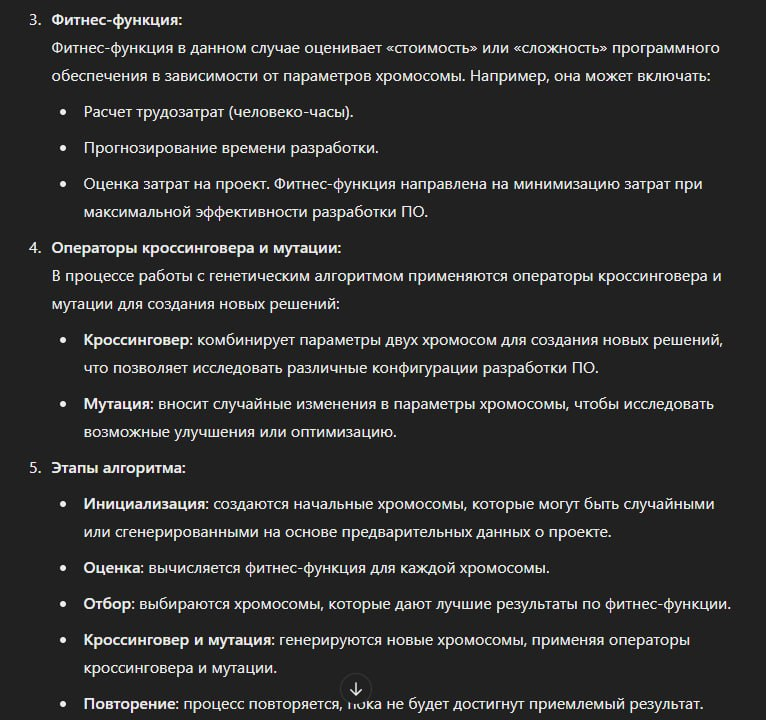 3. Фитнес-функция:
Фитнес-функция в данном случае оценивает «стоимость» или «сложность» программного
обеспечения в зависимости от параметров хромосомы. Например, она может включать:
• Расчет трудозатрат (человеко-часы).
• Прогнозирование времени разработки.
• Оценка затрат на проект. Фитнес-функция направлена на минимизацию затрат при
максимальной эффективности разработки ПО.
4. Операторы кроссинговера и мутации:
В процессе работы с генетическим алгоритмом применяются операторы кроссинговера и
мутации для создания новых решений:
• Кроссинговер: комбинирует параметры двух хромосом для создания новых решений,
что позволяет исследовать различные конфигурации разработки ПО.
• Мутация: вносит случайные изменения в параметры хромосомы, чтобы исследовать
возможные улучшения или оптимизацию.
5. Этапы алгоритма:
• Инициализация: создаются начальные хромосомы, которые могут быть случайными
или сгенерированными на основе предварительных данных о проекте.
• Оценка: вычисляется фитнес-функция для каждой хромосомы.
• Отбор: выбираются хромосомы, которые дают лучшие результаты по фитнес-функции.
• Кроссинговер и мутация: генерируются новые хромосомы, применяя операторы
кроссинговера и мутации.
• Повторение: процесс повторяется, пока не будет достигнут приемлемый результат.